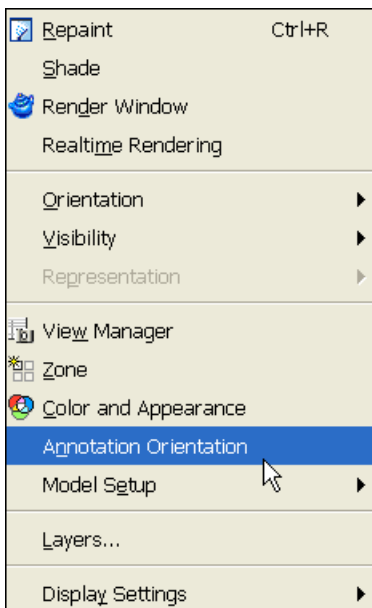 Repaint Ctrl+R
Shade
Render Window
Realtime Rendering
Orientation
Visibility
Representation
View Manager
Zone
Color and Appearance
Annotation Orientation
Model Setup
Layers...
Display Settings